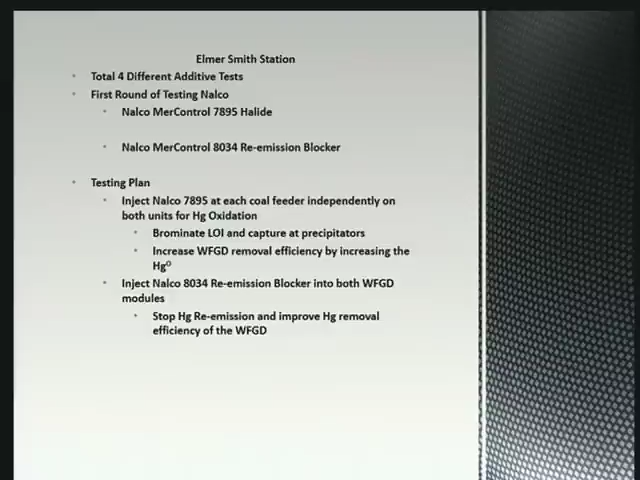 Elmer Smith Station
• Total 4 Different Additive Tests
• First Round of Testing Nalco
• Nalco MerControl 7895 Halide
• Nalco MerControl 8034 Re-emission Blocker
• Testing Plan
• Inject Nalco 7895 at each coal feeder independently on
both units for Hg Oxidation
• Brominate LOI and capture at precipitators
• Increase WFGD removal efficiency by increasing the
Hg⁰
• Inject Nalco 8034 Re-emission Blocker into both WFGD
modules
• Stop Hg Re-emission and improve Hg removal
efficiency of the WFGD